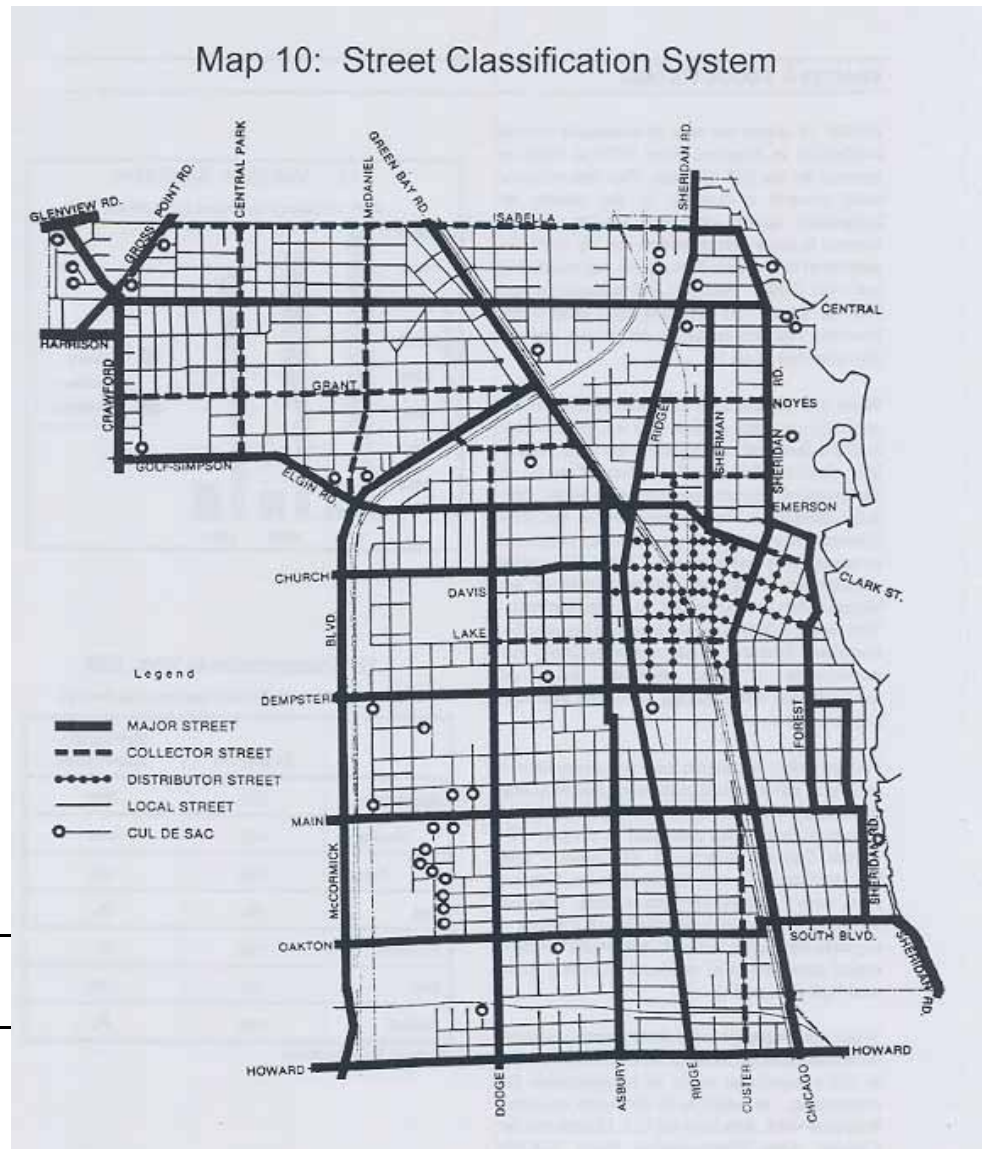 Map 10: Street Classification System
GLENVIEW RD.
GROSS POINT RD.
CENTRAL PARK
McDANIEL
GREEN BAY RD.
SHERIDAN RD.
ISABELLA
CENTRAL
HARRISON
CRAWFORD
GRANT
RIDGE
SHERMAN
SHERIDAN RD.
NOYES
GOLF-SIMPSON
ELGIN RD.
EMERSON
CHURCH
DAVIS
CLARK ST.
BLVD
LAKE
Legend
DEMPSTER
MAJOR STREET
FOREST
COLLECTOR STREET
DISTRIBUTOR STREET
LOCAL STREET
CUL DE SAC
MAIN
McCORMICK
SHERIDAN RD.
OAKTON
SOUTH BLVD.
SHERIDAN RD.
HOWARD
HOWARD
DODGE
ASBURY
RIDGE
CUSTER
CHICAGO